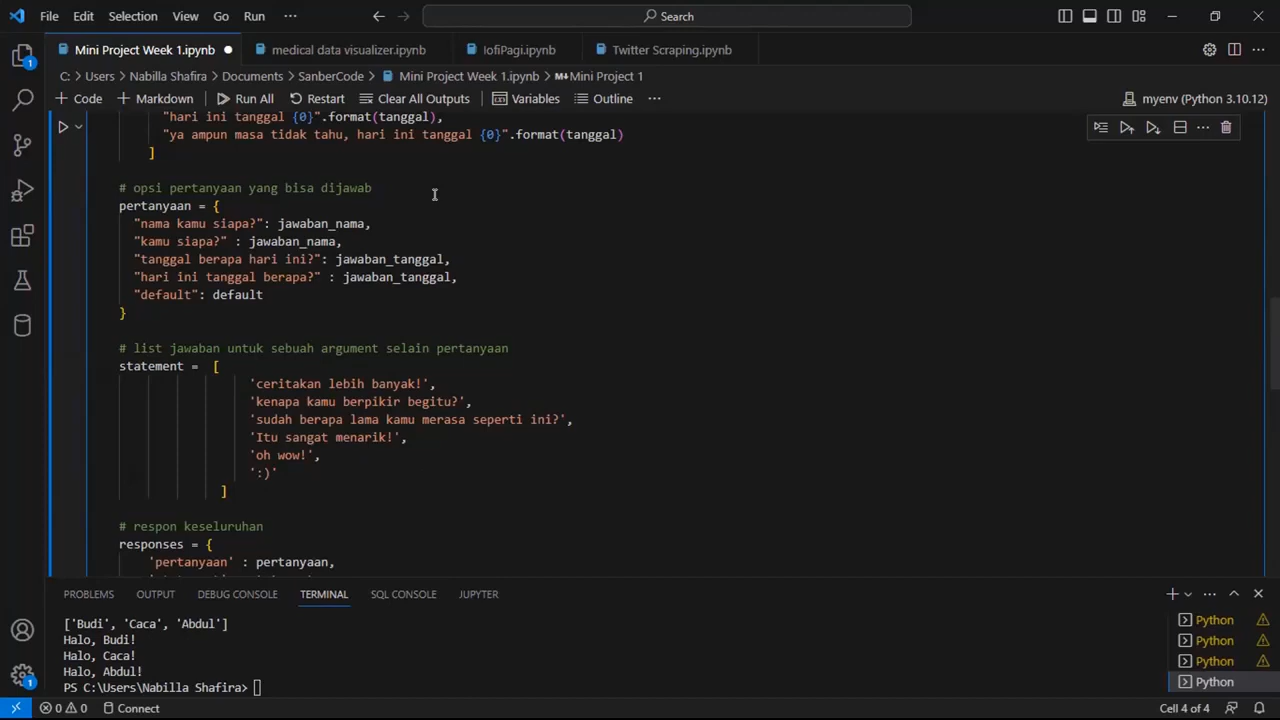 File Edit Selection View Go Run ··· Search
Mini Project Week 1.ipynb medical data visualizer.ipynb IofiPagi.ipynb Twitter Scraping.ipynb
C: > Users > Nabilla Shafira > Documents > SanberCode > Mini Project Week 1.ipynb > Mini Project 1
+ Code + Markdown Run All Restart Clear All Outputs Variables Outline ··· myenv (Python 3.10.12)
"hari ini tanggal {0}".format(tanggal),
"ya ampun masa tidak tahu, hari ini tanggal {0}".format(tanggal)
]
# opsi pertanyaan yang bisa dijawab
pertanyaan = {
"nama kamu siapa?": jawaban_nama,
"kamu siapa?" : jawaban_nama,
"tanggal berapa hari ini?": jawaban_tanggal,
"hari ini tanggal berapa?" : jawaban_tanggal,
"default": default
}
# list jawaban untuk sebuah argument selain pertanyaan
statement = [
'ceritakan lebih banyak!',
'kenapa kamu berpikir begitu?',
'sudah berapa lama kamu merasa seperti ini?',
'Itu sangat menarik!',
'oh wow!',
':)'
]
# respon keseluruhan
responses = {
'pertanyaan' : pertanyaan,
PROBLEMS OUTPUT DEBUG CONSOLE TERMINAL SQL CONSOLE JUPYTER
['Budi', 'Caca', 'Abdul']
Halo, Budi!
Halo, Caca!
Halo, Abdul!
PS C:\Users\Nabilla Shafira>
Python
Python
Python
Python
0 0 Connect Cell 4 of 4